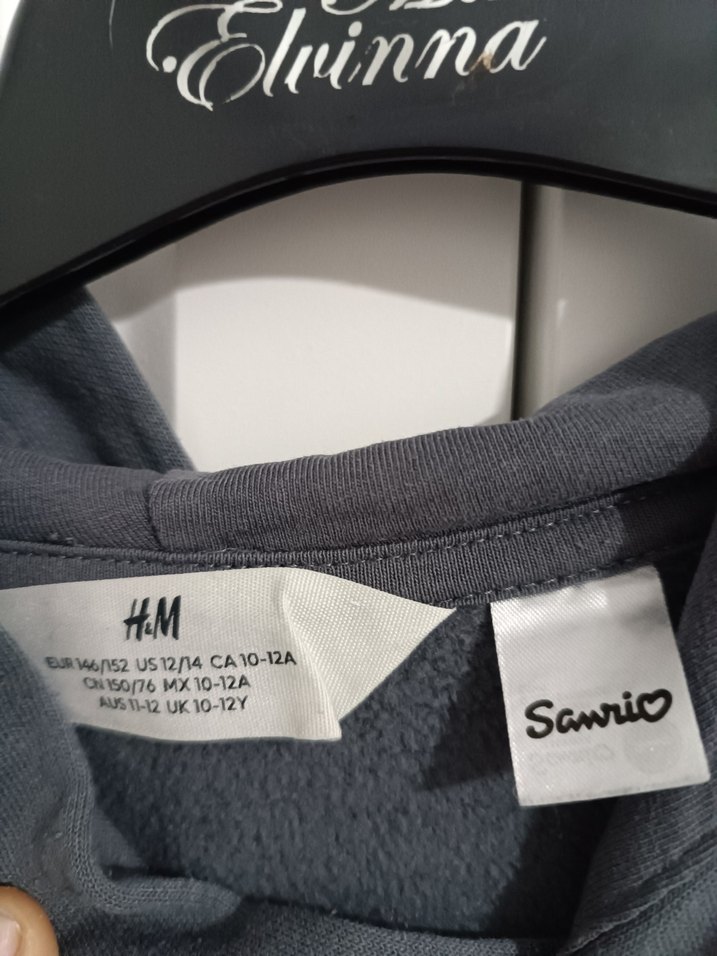 Elvinna
H&M
EUR 146/152 US 12/14 CA 10-12A
CN 150/76 MX 10-12A
AUS 11-12 UK 10-12Y
Sanrio